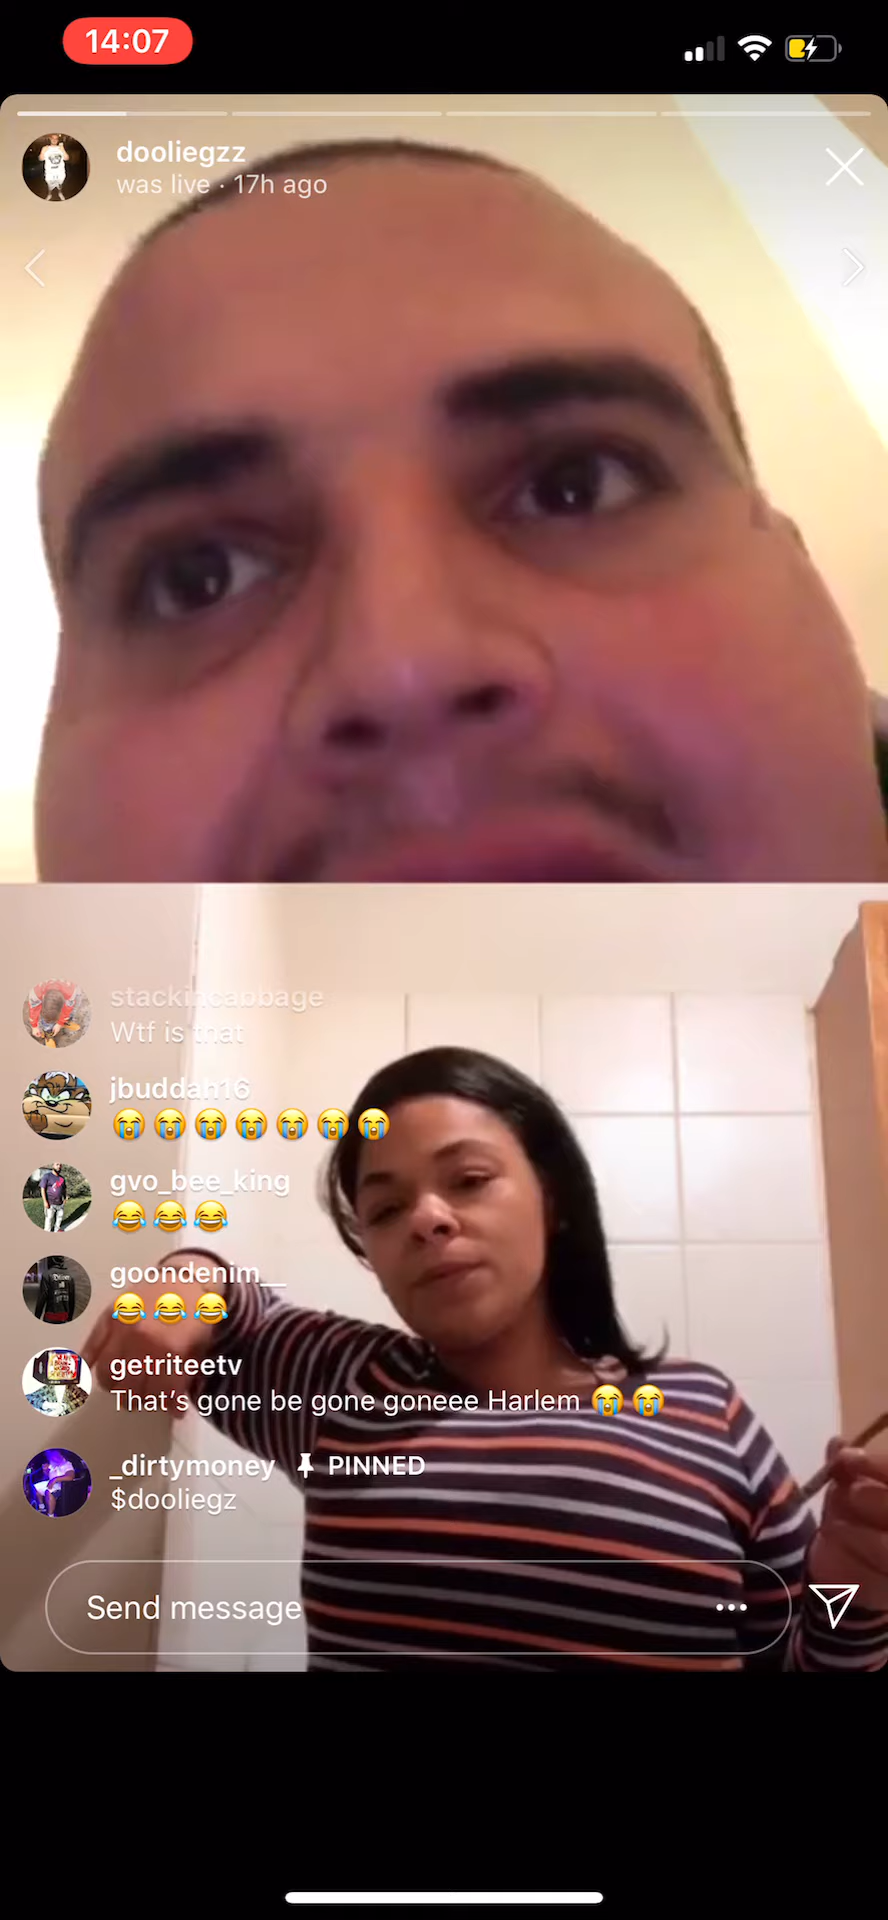 14:07
dooliegzz
was live · 17h ago
stackincabbage
Wtf is that
jbuddah16
😭😭😭😭😭😭😭
gvo_bee_king
😂😂😂
goondenim__
😂😂😂
getriteetv
That's gone be gone goneee Harlem 😭😭
_dirtymoney PINNED
$dooliegz
Send message